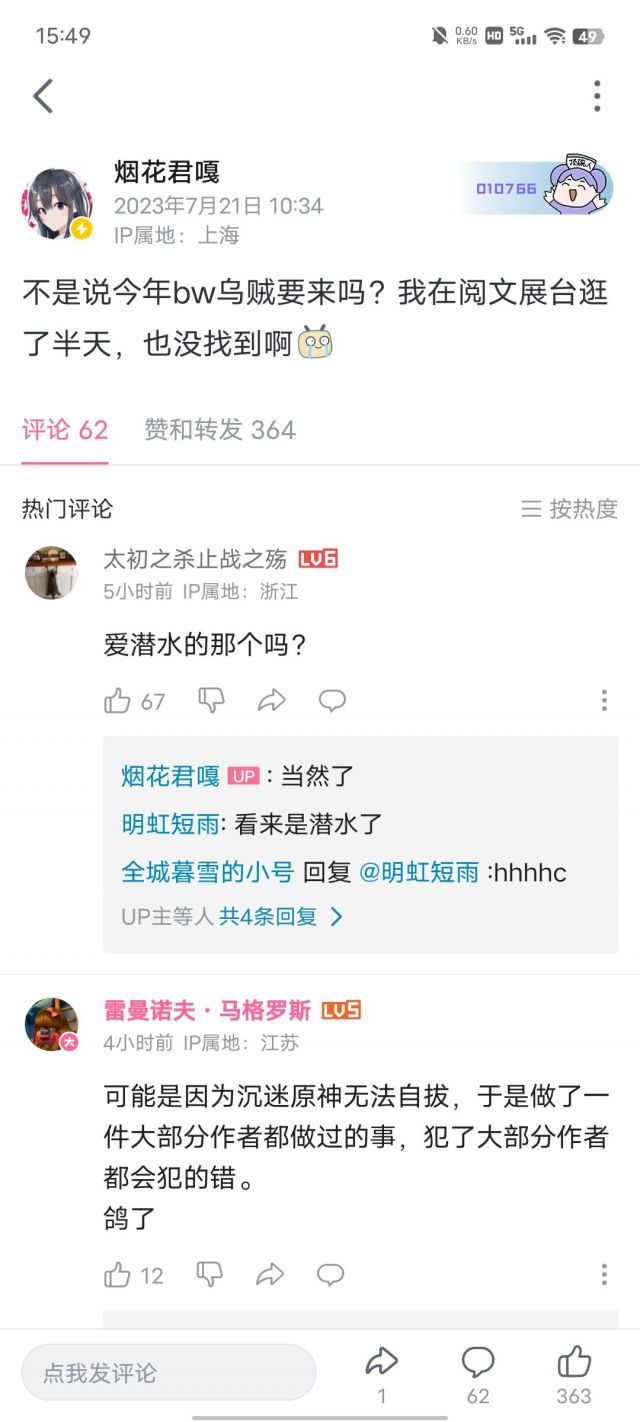 15:49
0.60
KB/s
HD
5G
49
烟花君嘎
2023年7月21日 10:34
IP属地：上海
010766
不是说今年bw乌贼要来吗？我在阅文展台逛
了半天，也没找到啊
评论 62
赞和转发 364
热门评论
按热度
太初之杀止战之殇 LV6
5小时前 IP属地：浙江
爱潜水的那个吗？
67
烟花君嘎 UP：当然了
明虹短雨: 看来是潜水了
全城暮雪的小号 回复 @明虹短雨 :hhhhc
UP主等人 共4条回复
雷曼诺夫·马格罗斯 LV5
大
4小时前 IP属地：江苏
可能是因为沉迷原神无法自拔，于是做了一
件大部分作者都做过的事，犯了大部分作者
都会犯的错。
鸽了
12
点我发评论
1
62
363